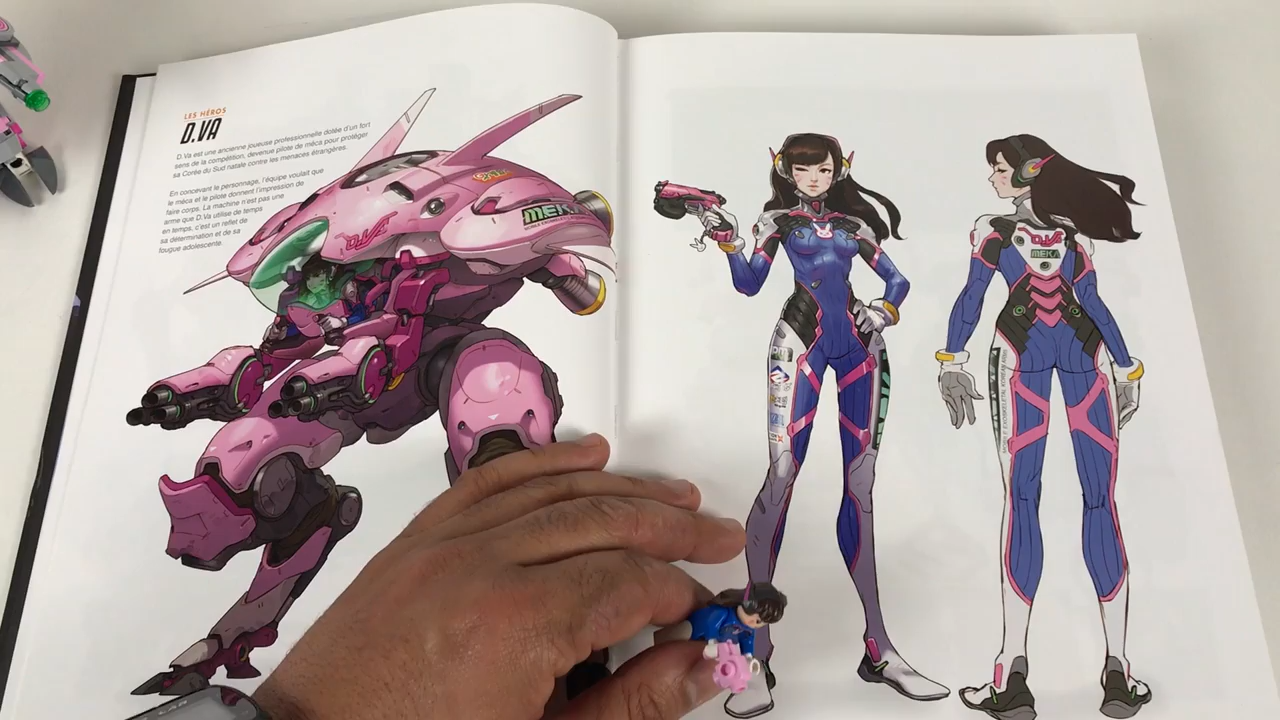 LES HÉROS
D.VA
D.Va est une ancienne joueuse professionnelle dotée d'un fort
sens de la compétition, devenue pilote de méca pour protéger
sa Corée du Sud natale contre les menaces étrangères.
En concevant le personnage, l'équipe voulait que
le méca et le pilote donnent l'impression de
faire corps. La machine n'est pas une
arme que D.Va utilise de temps
en temps, c'est un reflet de
sa détermination et de sa
fougue adolescente.
D.VA
MEKA
D.VA
MEKA